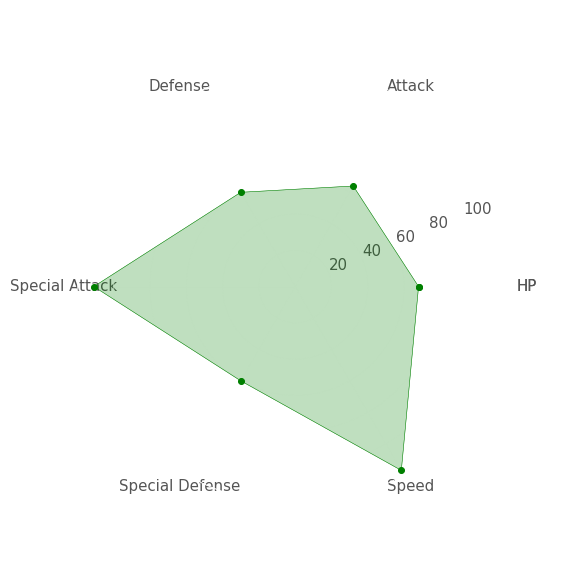 Defense
Attack
100
80
60
40
20
Special Attack
HP
Special Defense
Speed